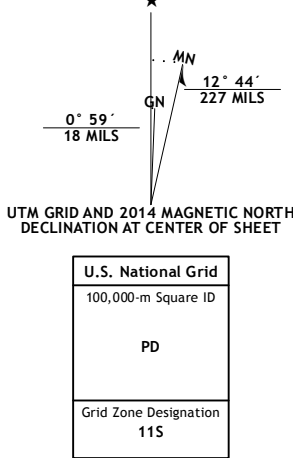 MN
GN
12° 44´
227 MILS
0° 59´
18 MILS
UTM GRID AND 2014 MAGNETIC NORTH
DECLINATION AT CENTER OF SHEET
U.S. National Grid
100,000-m Square ID
PD
Grid Zone Designation
11S